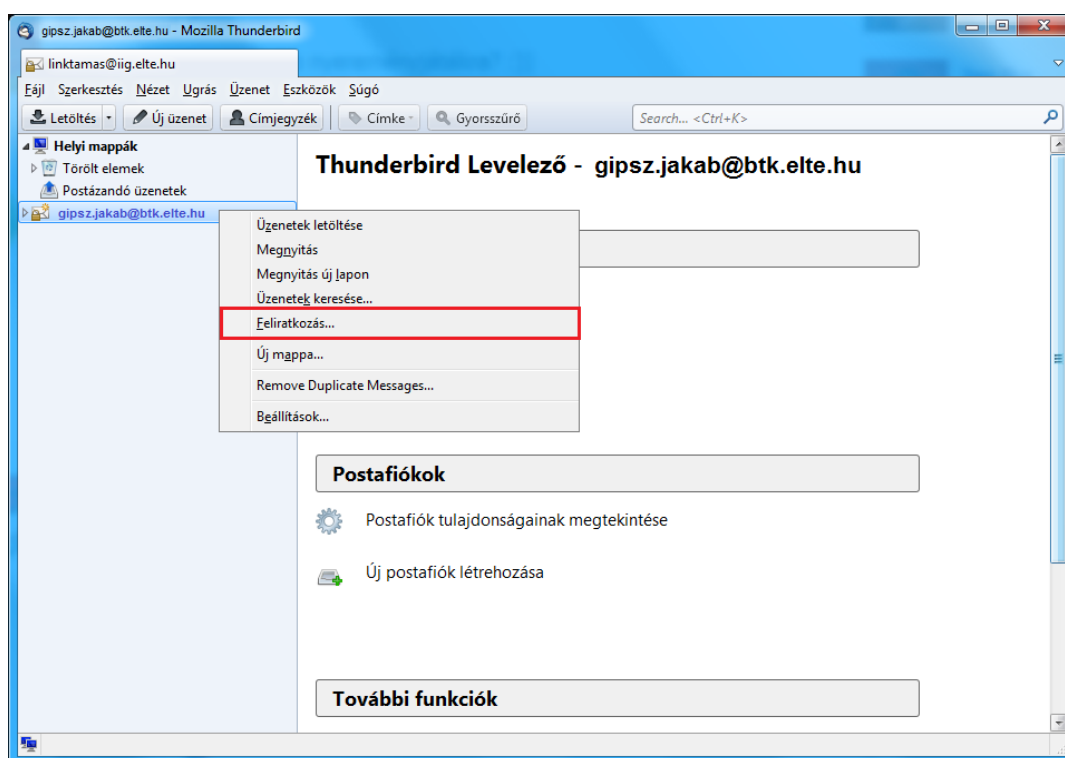 gipsz.jakab@btk.elte.hu - Mozilla Thunderbird
linktamas@iig.elte.hu
Fájl Szerkesztés Nézet Ugrás Üzenet Eszközök Súgó
Letöltés Új üzenet Címjegyzék Címke Gyorsszűrő Search... <Ctrl+K>
Helyi mappák
Törölt elemek
Postázandó üzenetek
gipsz.jakab@btk.elte.hu
Thunderbird Levelező - gipsz.jakab@btk.elte.hu
Üzenetek letöltése
Megnyitás
Megnyitás új lapon
Üzenetek keresése...
Feliratkozás...
Új mappa...
Remove Duplicate Messages...
Beállítások...
Postafiókok
Postafiók tulajdonságainak megtekintése
Új postafiók létrehozása
További funkciók